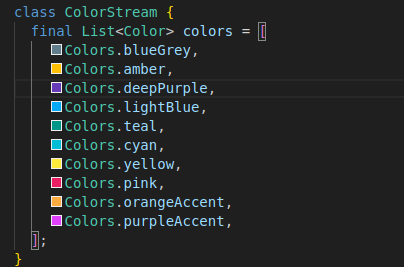 class ColorStream {
  final List<Color> colors = [
    Colors.blueGrey,
    Colors.amber,
    Colors.deepPurple,
    Colors.lightBlue,
    Colors.teal,
    Colors.cyan,
    Colors.yellow,
    Colors.pink,
    Colors.orangeAccent,
    Colors.purpleAccent,
  ];
}